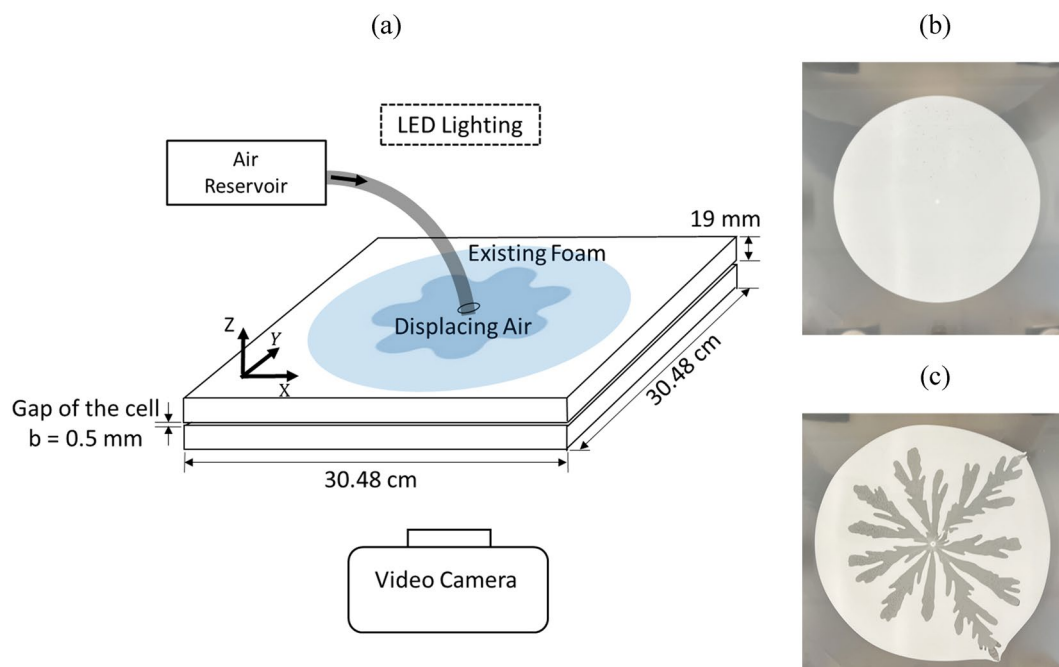 (a)
(b)
LED Lighting
Air
Reservoir
19 mm
Existing Foam
Displacing Air
Z
Y
X
Gap of the cell
b = 0.5 mm
30.48 cm
30.48 cm
(c)
Video Camera